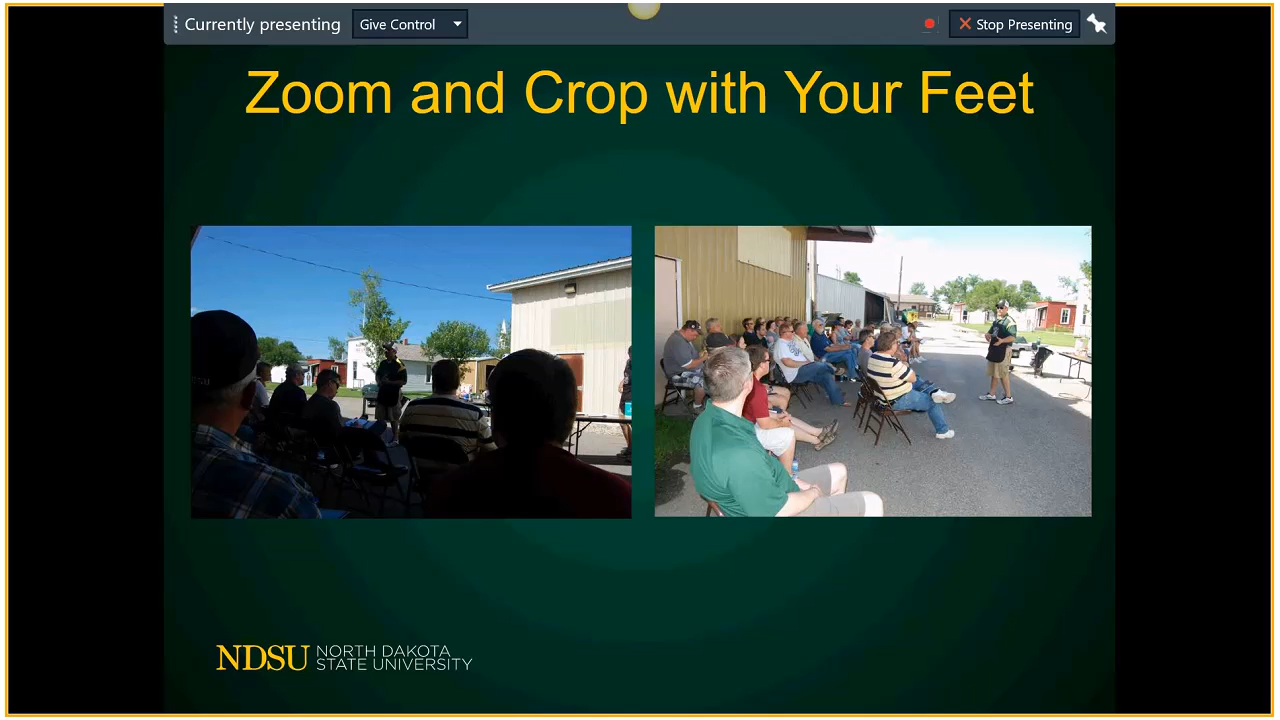 Currently presenting
Give Control
Stop Presenting
Zoom and Crop with Your Feet
NDSU NORTH DAKOTA
STATE UNIVERSITY